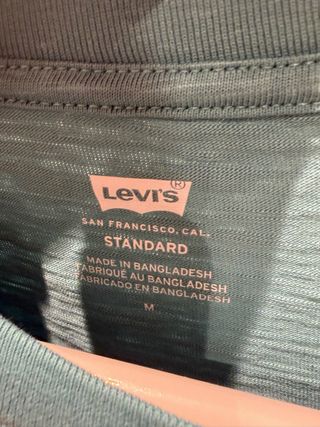 Levi's ®
SAN FRANCISCO, CAL.
STANDARD
MADE IN BANGLADESH
FABRIQUÉ AU BANGLADESH
FABRICADO EN BANGLADESH
M